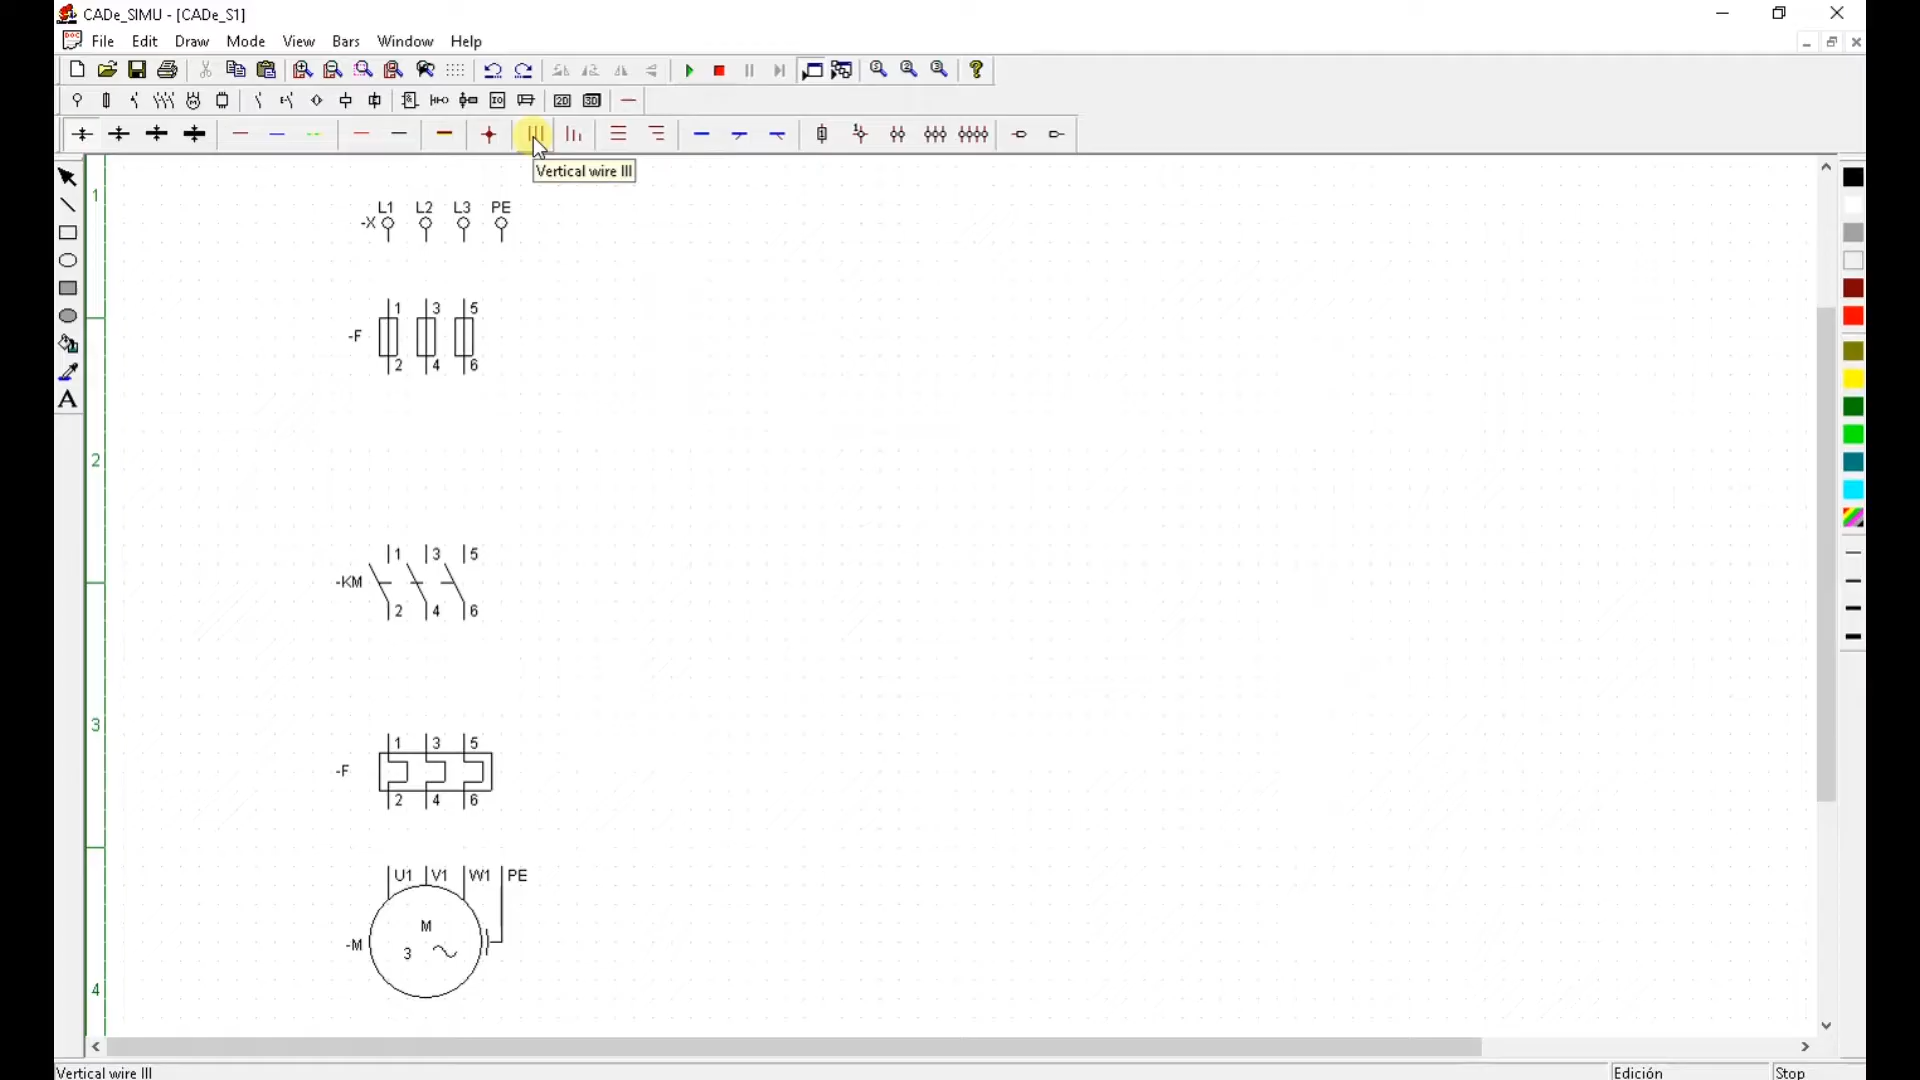 CADe_SIMU - [CADe_S1]
File Edit Draw Mode View Bars Window Help
Vertical wire III
1
L1 L2 L3 PE
-X
1 3 5
-F
2 4 6
2
1 3 5
-KM
2 4 6
3
1 3 5
-F
2 4 6
U1 V1 W1 PE
M
-M
3
4
Vertical wire III Edición Stop